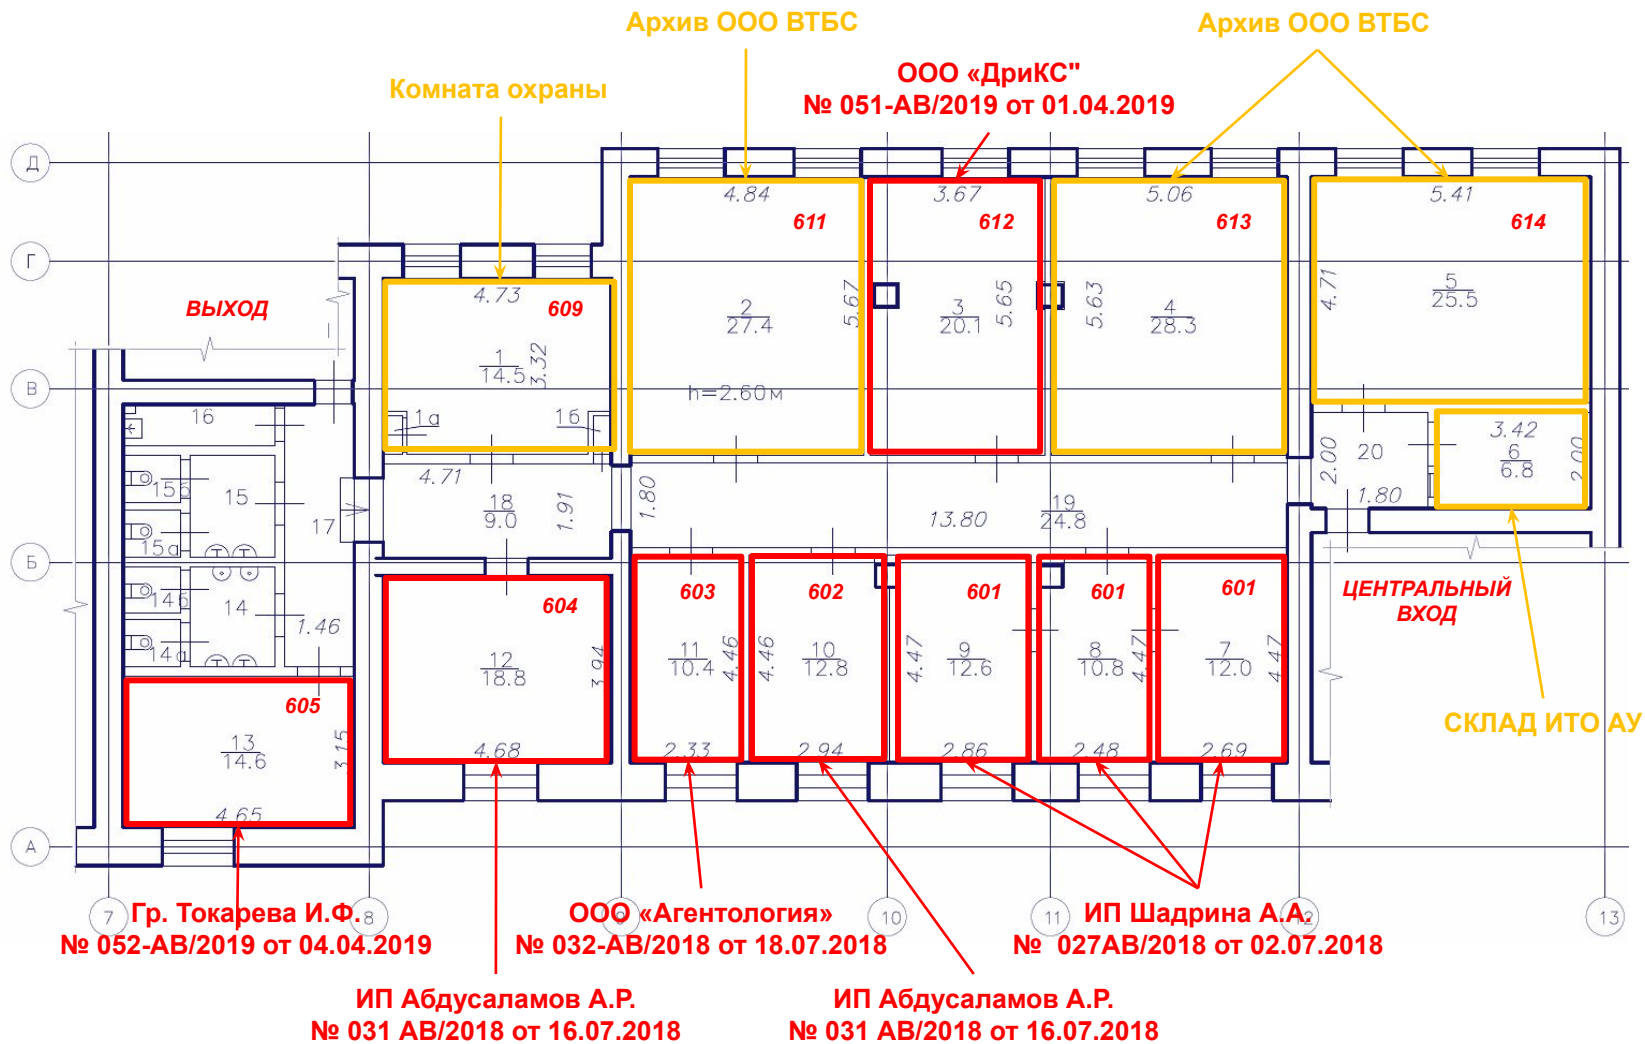 Архив ООО ВТБС
Архив ООО ВТБС
ООО «ДриКС"
№ 051-АВ/2019 от 01.04.2019
Комната охраны
Д
4.84
3.67
5.06
5.41
611
612
613
614
Г
ВЫХОД
4.73
609
5.67
5.65
5.63
4.71
2
27.4
3
20.1
4
28.3
5
25.5
1
14.5
3.32
В
h=2.60м
16
1а
1б
3.42
6
6.8
2.00
2.00
20
1.80
4.71
18
9.0
1.91
1.80
13.80
19
24.8
15б
15
17
15а
Б
14б
14
14а
1.46
604
603
602
601
601
601
ЦЕНТРАЛЬНЫЙ
ВХОД
12
18.8
3.94
11
10.4
4.46
4.46
10
12.8
4.47
9
12.6
8
10.8
4.47
7
12.0
4.47
605
13
14.6
3.15
4.68
2.33
2.94
2.86
2.48
2.69
СКЛАД ИТО АУ
4.65
А
7
8
9
10
11
12
13
Гр. Токарева И.Ф.
№ 052-АВ/2019 от 04.04.2019
ООО «Агентология»
№ 032-АВ/2018 от 18.07.2018
ИП Шадрина А.А.
№ 027АВ/2018 от 02.07.2018
ИП Абдусаламов А.Р.
№ 031 АВ/2018 от 16.07.2018
ИП Абдусаламов А.Р.
№ 031 АВ/2018 от 16.07.2018